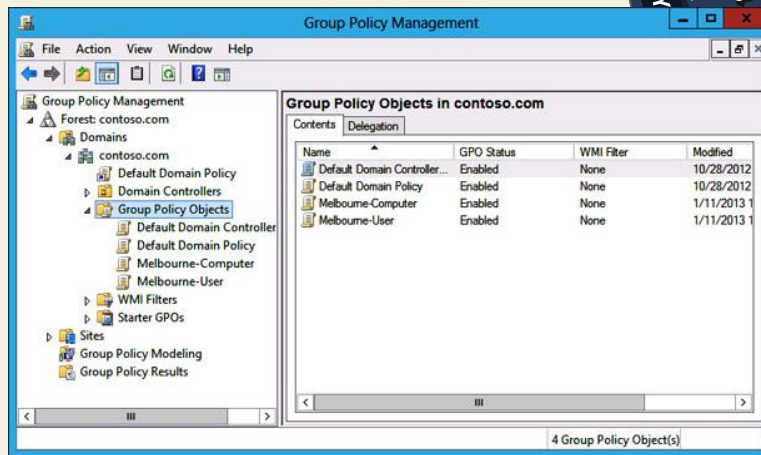 Group Policy Management
File Action View Window Help
Group Policy Management
Forest: contoso.com
Domains
contoso.com
Default Domain Policy
Domain Controllers
Group Policy Objects
Default Domain Controller
Default Domain Policy
Melbourne-Computer
Melbourne-User
WMI Filters
Starter GPOs
Sites
Group Policy Modeling
Group Policy Results
Group Policy Objects in contoso.com
Contents Delegation
Name GPO Status WMI Filter Modified
Default Domain Controller... Enabled None 10/28/2012
Default Domain Policy Enabled None 10/28/2012
Melbourne-Computer Enabled None 1/11/2013 1
Melbourne-User Enabled None 1/11/2013 1
4 Group Policy Object(s)